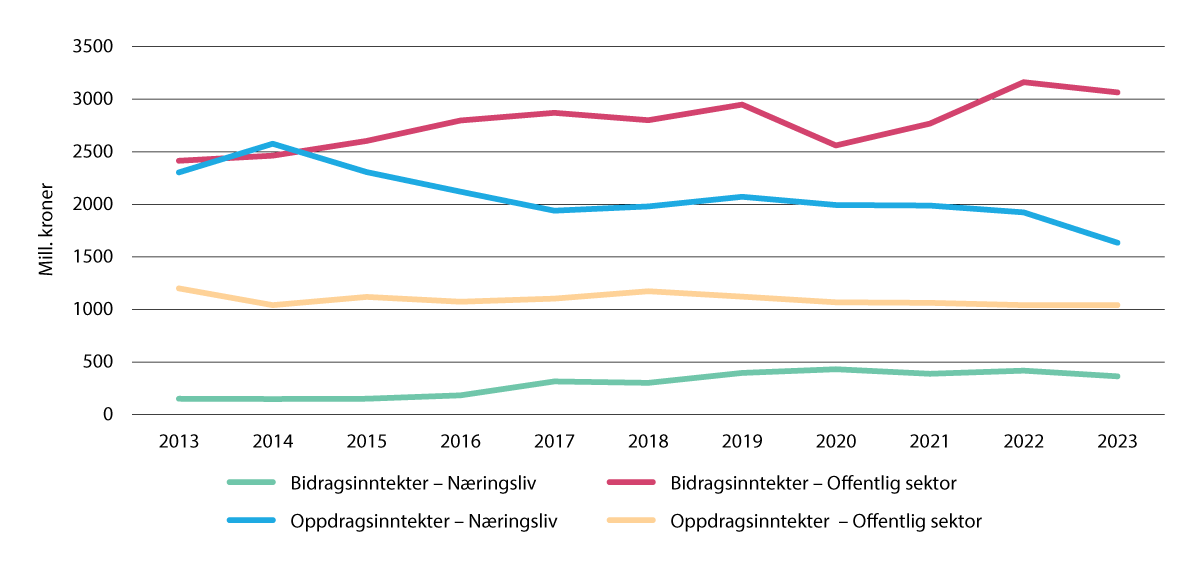 Mill. kroner
3500
3000
2500
2000
1500
1000
500
0
2013 2014 2015 2016 2017 2018 2019 2020 2021 2022 2023
Bidragsinntekter – Næringsliv Bidragsinntekter – Offentlig sektor
Oppdragsinntekter – Næringsliv Oppdragsinntekter – Offentlig sektor